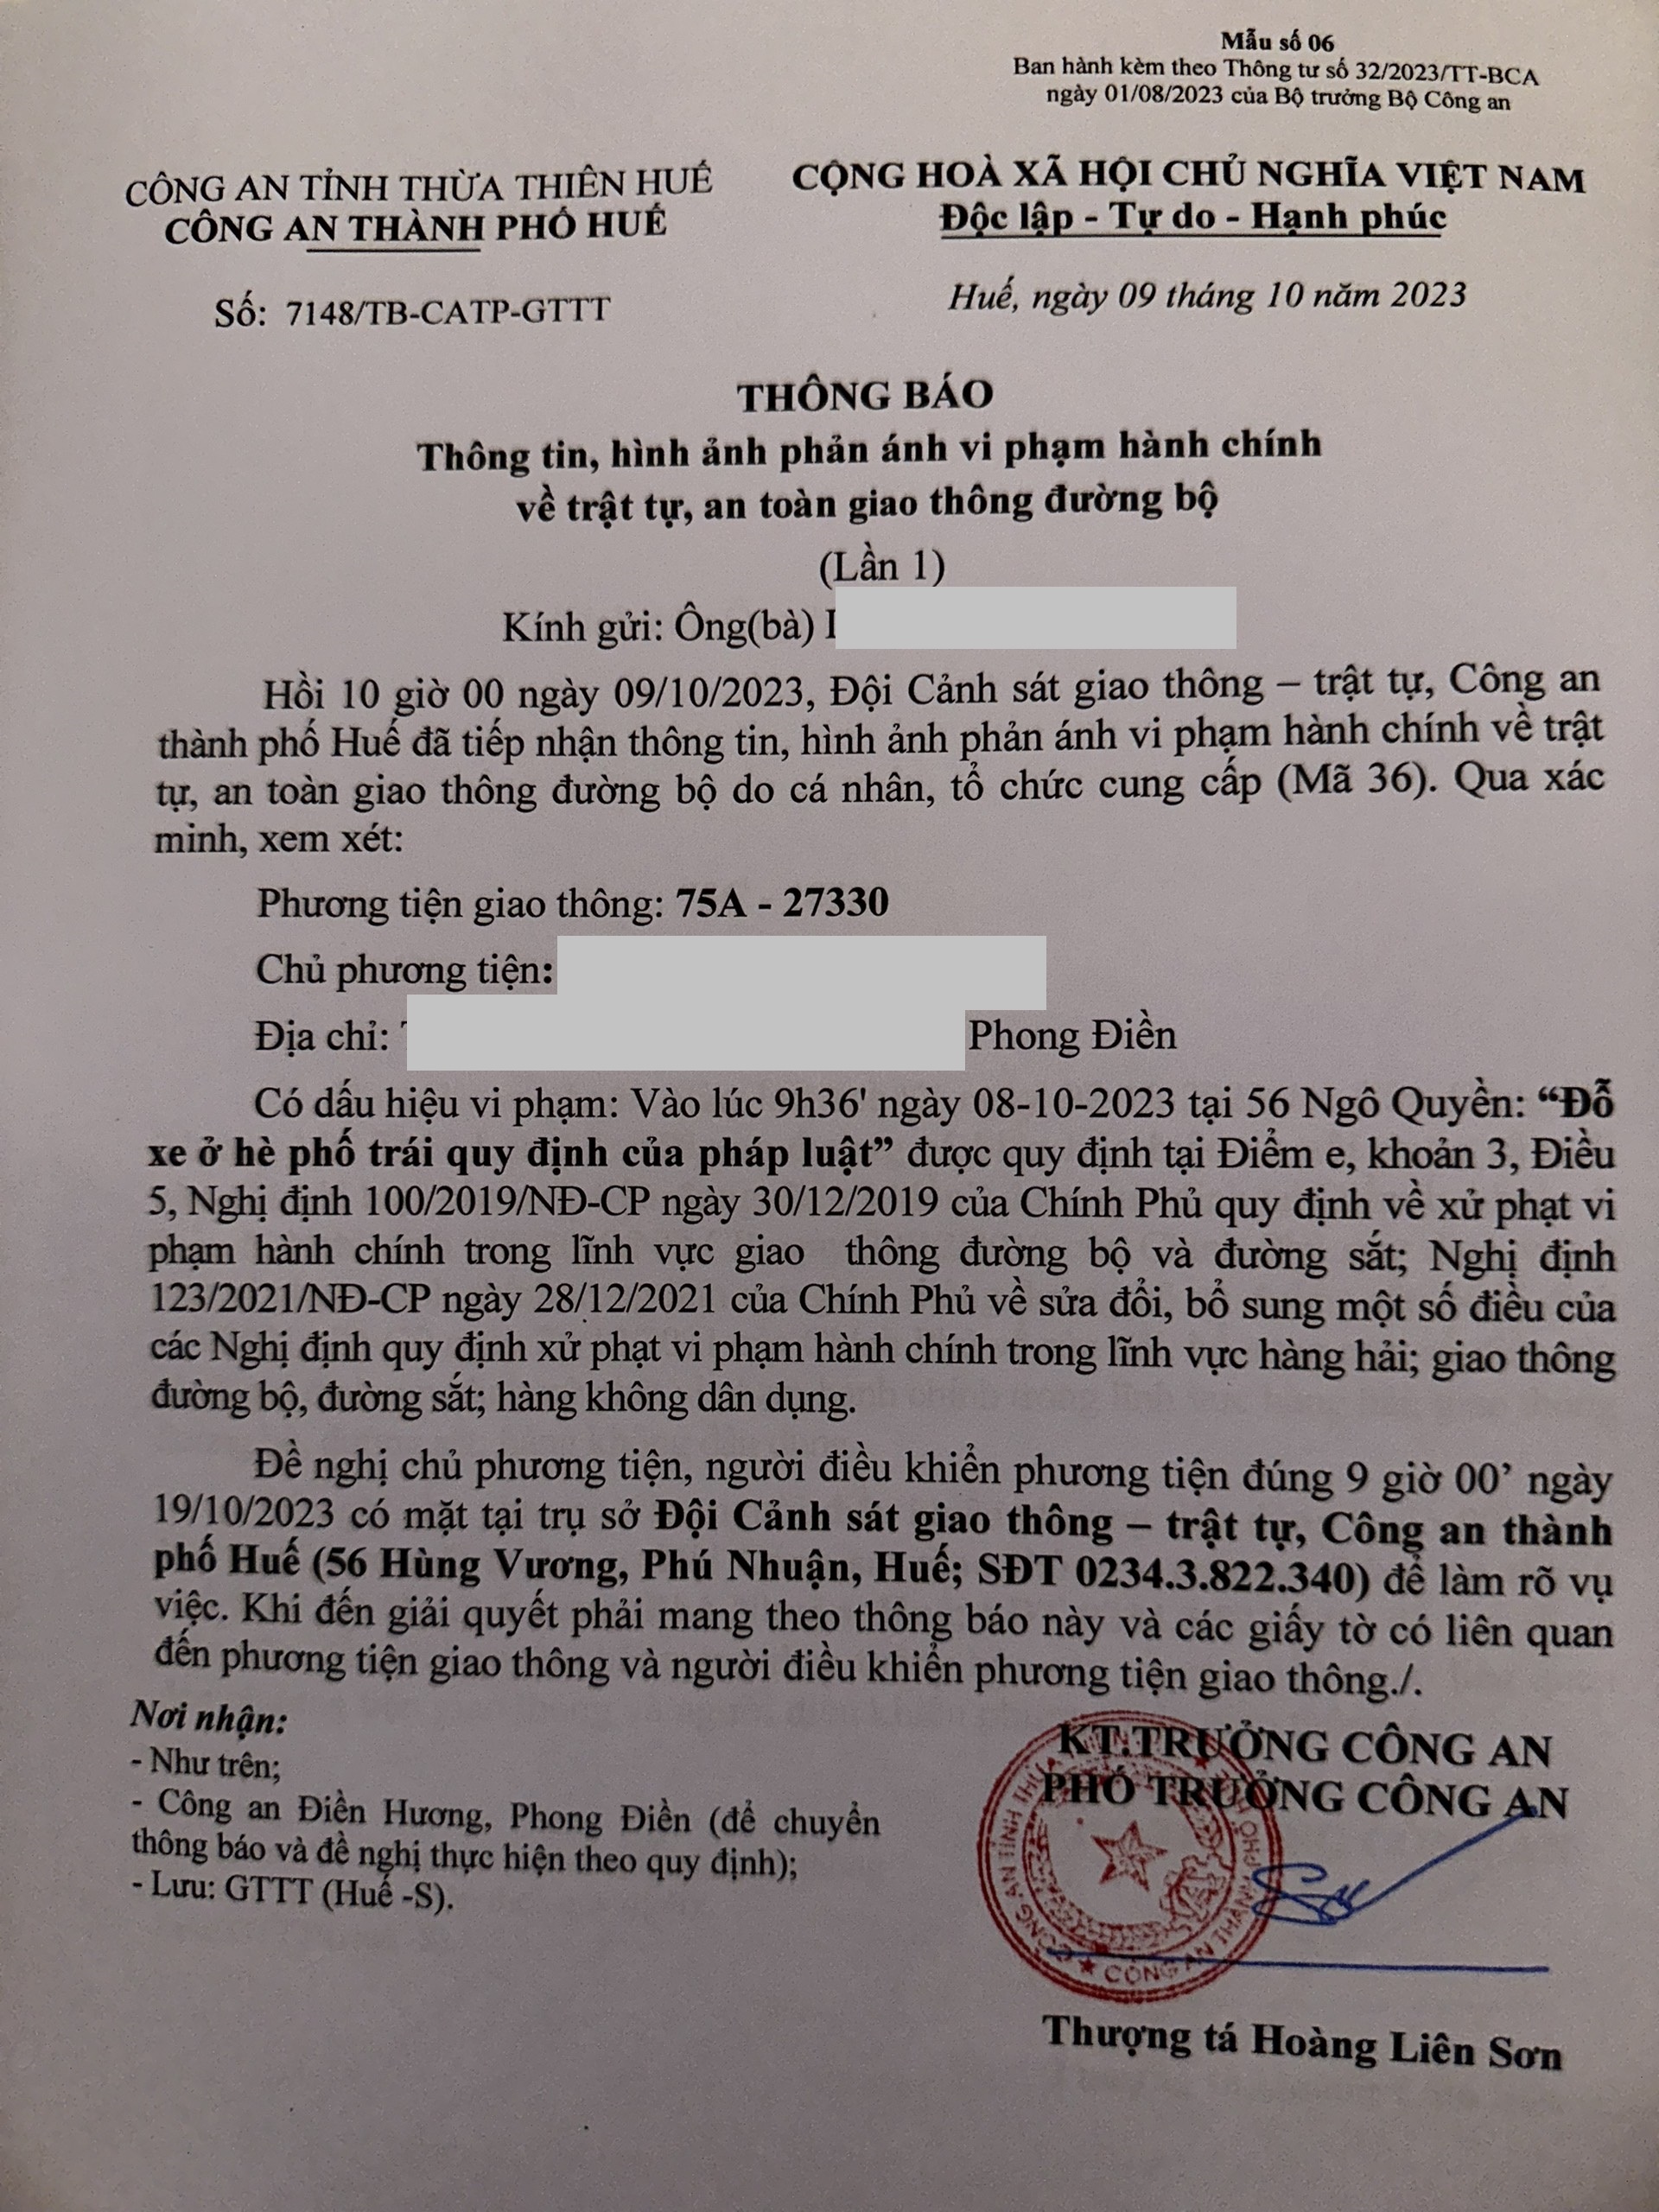 Mẫu số 06
Ban hành kèm theo Thông tư số 32/2023/TT-BCA
ngày 01/08/2023 của Bộ trưởng Bộ Công an
CÔNG AN TỈNH THỪA THIÊN HUẾ
CÔNG AN THÀNH PHỐ HUẾ
CỘNG HOÀ XÃ HỘI CHỦ NGHĨA VIỆT NAM
Độc lập - Tự do - Hạnh phúc
Số: 7148/TB-CATP-GTTT
Huế, ngày 09 tháng 10 năm 2023
THÔNG BÁO
Thông tin, hình ảnh phản ánh vi phạm hành chính
về trật tự, an toàn giao thông đường bộ
(Lần 1)
Kính gửi: Ông(bà)
Hồi 10 giờ 00 ngày 09/10/2023, Đội Cảnh sát giao thông – trật tự, Công an
thành phố Huế đã tiếp nhận thông tin, hình ảnh phản ánh vi phạm hành chính về trật
tự, an toàn giao thông đường bộ do cá nhân, tổ chức cung cấp (Mã 36). Qua xác
minh, xem xét:
Phương tiện giao thông: 75A - 27330
Chủ phương tiện:
Địa chỉ: Phong Điền
Có dấu hiệu vi phạm: Vào lúc 9h36' ngày 08-10-2023 tại 56 Ngô Quyền: “Đỗ
xe ở hè phố trái quy định của pháp luật” được quy định tại Điểm e, khoản 3, Điều
5, Nghị định 100/2019/NĐ-CP ngày 30/12/2019 của Chính Phủ quy định về xử phạt vi
phạm hành chính trong lĩnh vực giao thông đường bộ và đường sắt; Nghị định
123/2021/NĐ-CP ngày 28/12/2021 của Chính Phủ về sửa đổi, bổ sung một số điều của
các Nghị định quy định xử phạt vi phạm hành chính trong lĩnh vực hàng hải; giao thông
đường bộ, đường sắt; hàng không dân dụng.
Đề nghị chủ phương tiện, người điều khiển phương tiện đúng 9 giờ 00’ ngày
19/10/2023 có mặt tại trụ sở Đội Cảnh sát giao thông – trật tự, Công an thành
phố Huế (56 Hùng Vương, Phú Nhuận, Huế; SĐT 0234.3.822.340) để làm rõ vụ
việc. Khi đến giải quyết phải mang theo thông báo này và các giấy tờ có liên quan
đến phương tiện giao thông và người điều khiển phương tiện giao thông./.
Nơi nhận:
- Như trên;
- Công an Điền Hương, Phong Điền (để chuyển
thông báo và đề nghị thực hiện theo quy định);
- Lưu: GTTT (Huế -S).
KT.TRƯỞNG CÔNG AN
PHÓ TRƯỞNG CÔNG AN
Thượng tá Hoàng Liên Sơn